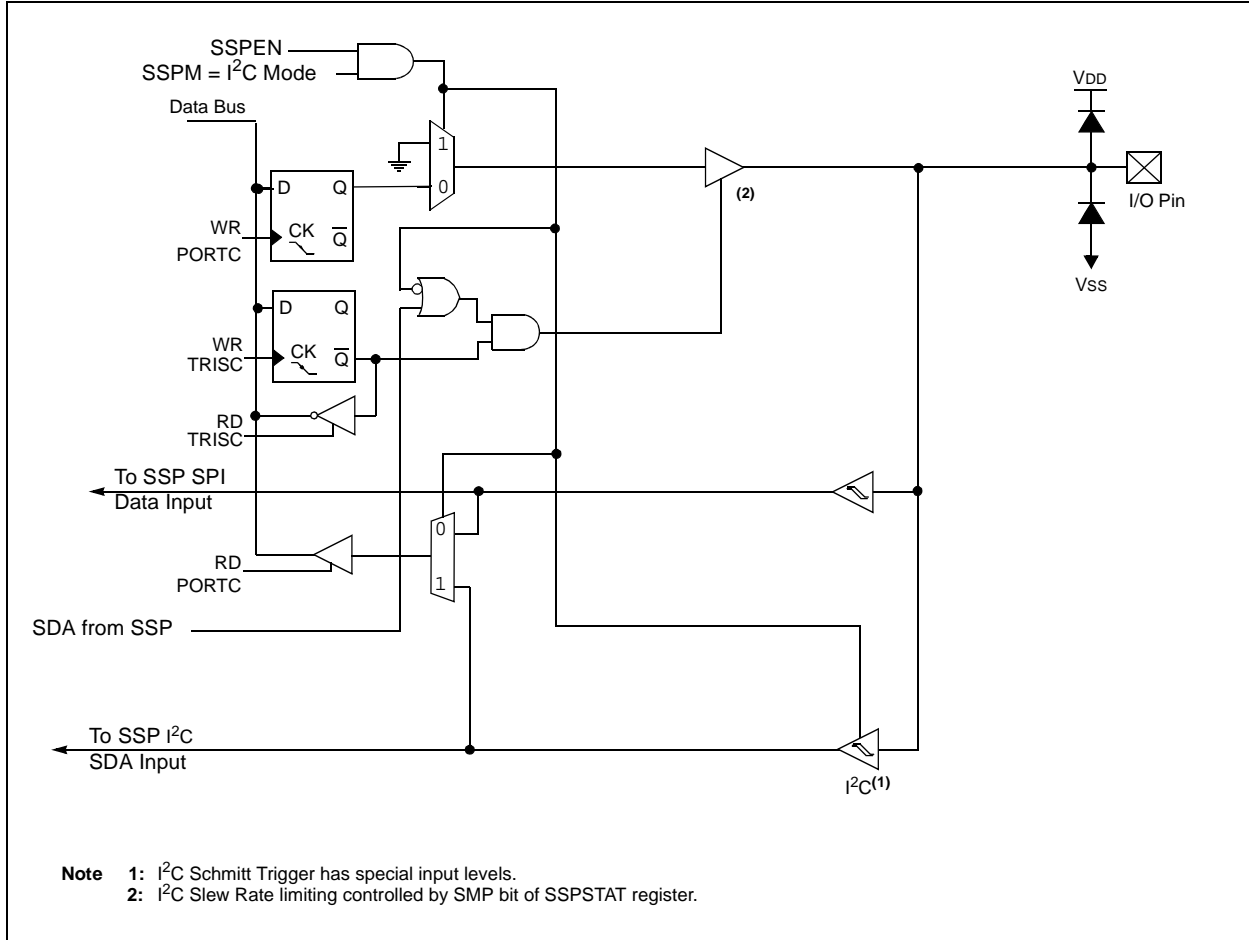 SSPEN
SSPM = I²C Mode
Data Bus
VDD
1
0
(2)
I/O Pin
D Q
WR
PORTC
CK Q̅
VSS
D Q
WR
TRISC
CK Q̅
RD
TRISC
To SSP SPI
Data Input
0
RD
PORTC
1
SDA from SSP
To SSP I²C
SDA Input
I²C(1)
Note 1: I²C Schmitt Trigger has special input levels.
2: I²C Slew Rate limiting controlled by SMP bit of SSPSTAT register.